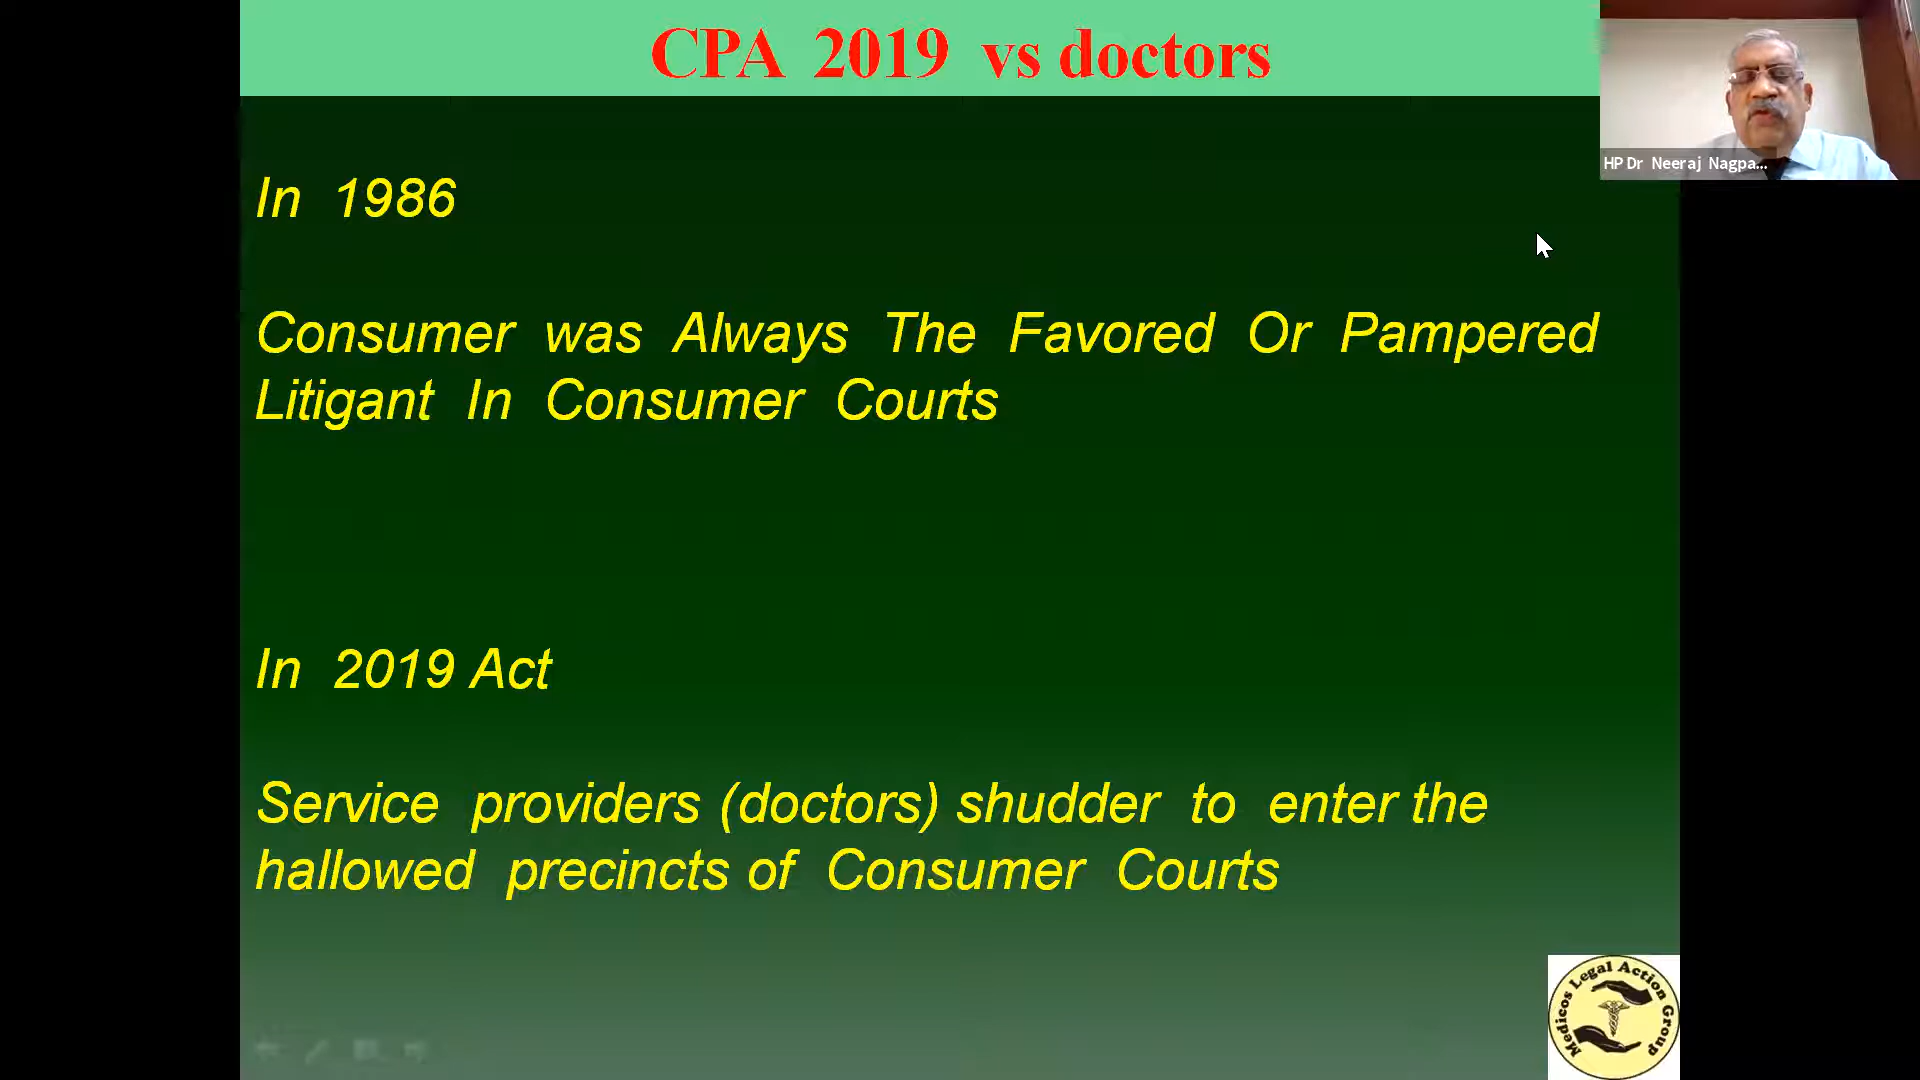 CPA 2019 vs doctors
HP Dr Neeraj Nagpa...
In 1986
Consumer was Always The Favored Or Pampered
Litigant In Consumer Courts
In 2019 Act
Service providers (doctors) shudder to enter the
hallowed precincts of Consumer Courts
Medicos Legal Action Group